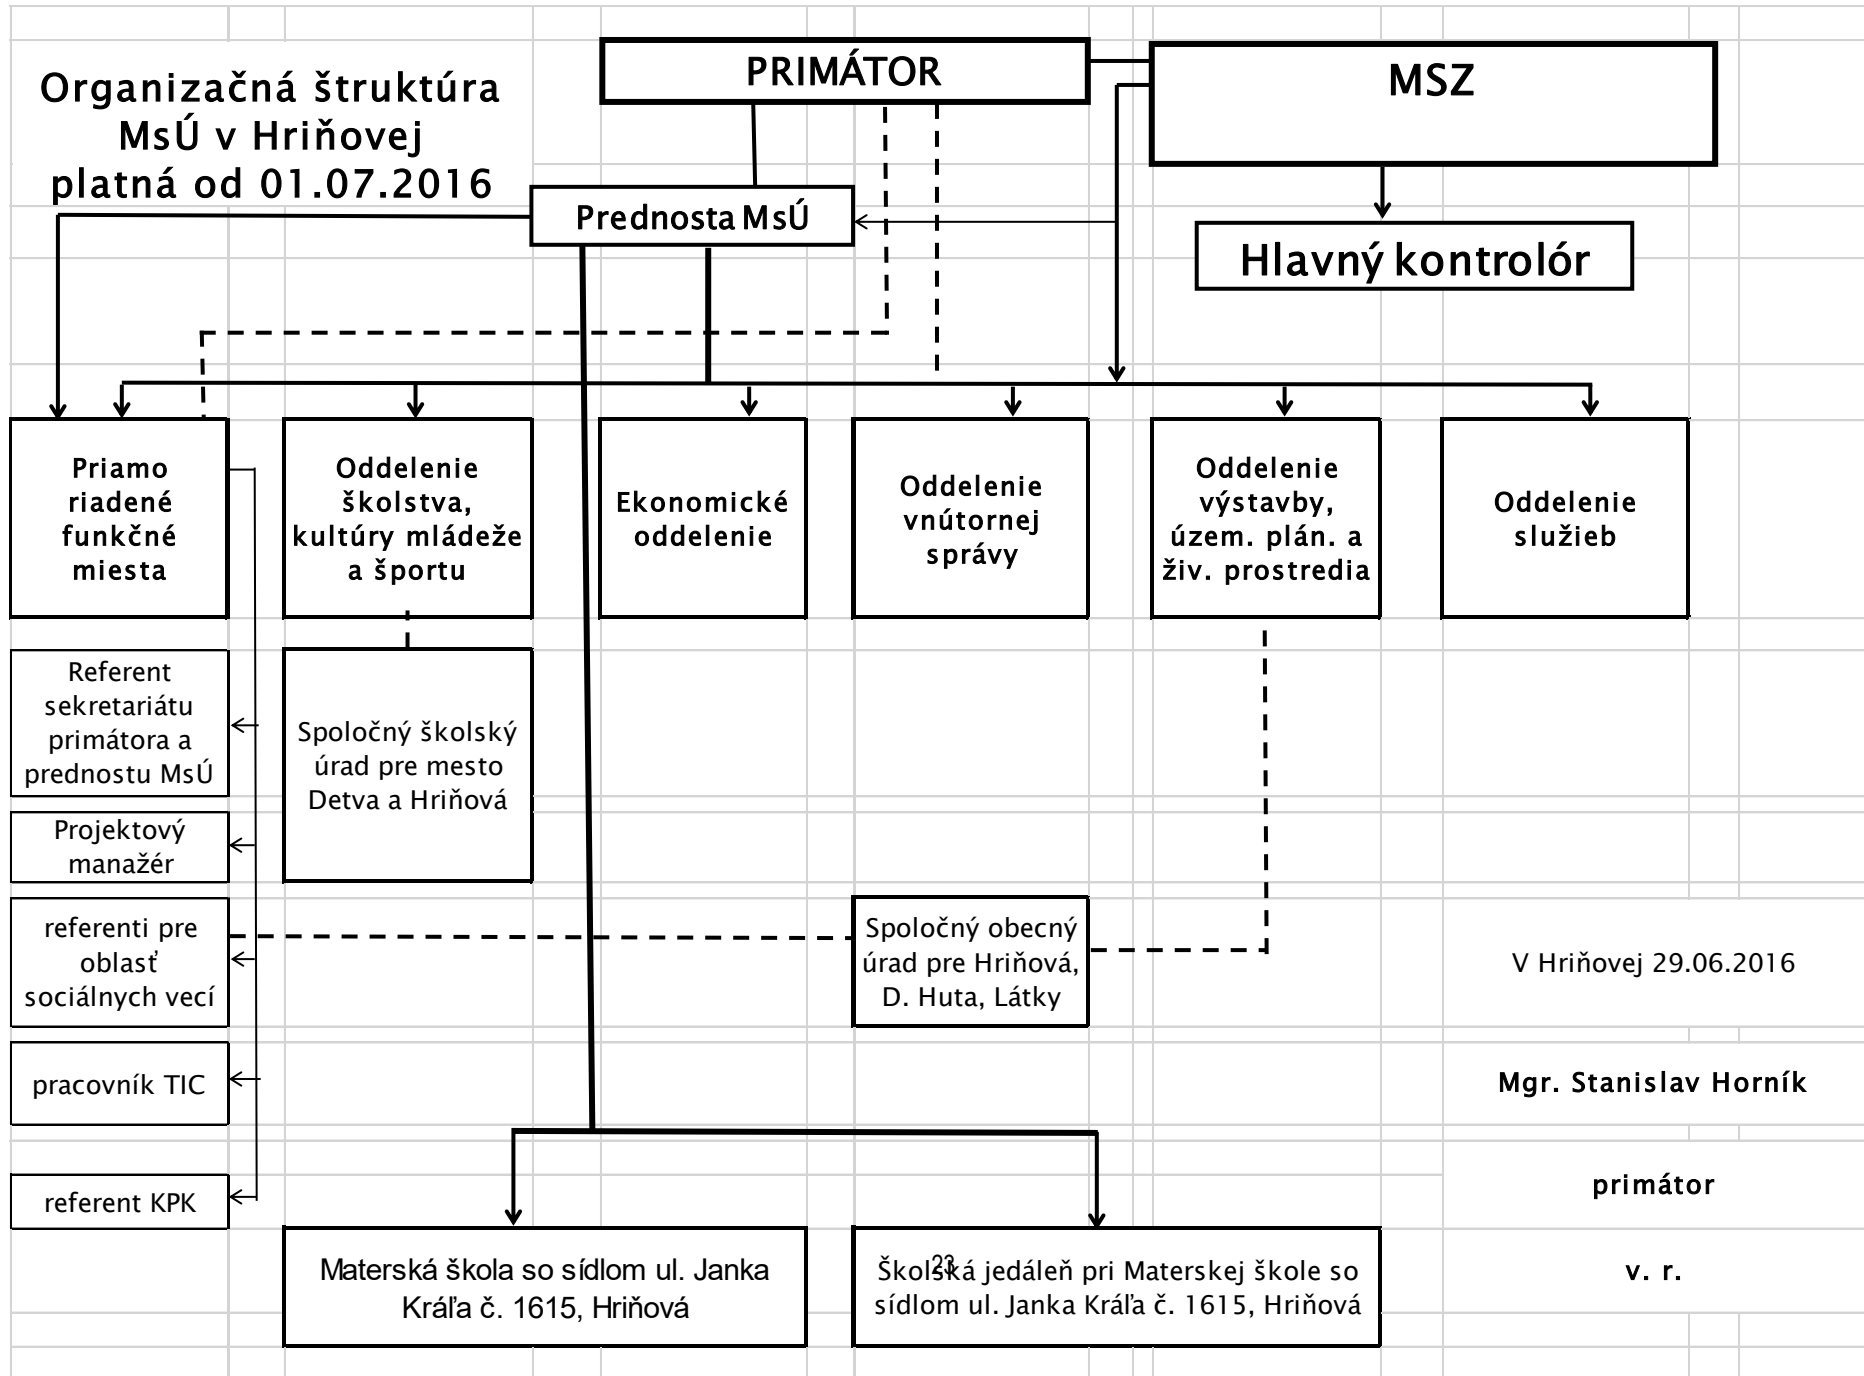 Organizačná štruktúra
MsÚ v Hriňovej
platná od 01.07.2016
PRIMÁTOR
MSZ
Prednosta MsÚ
Hlavný kontrolór
Priamo
riadené
funkčné
miesta
Oddelenie
školstva,
kultúry mládeže
a športu
Ekonomické
oddelenie
Oddelenie
vnútornej
správy
Oddelenie
výstavby,
územ. plán. a
živ. prostredia
Oddelenie
služieb
Referent
sekretariátu
primátora a
prednostu MsÚ
Spoločný školský
úrad pre mesto
Detva a Hriňová
Projektový
manažér
referenti pre
oblasť
sociálnych vecí
Spoločný obecný
úrad pre Hriňová,
D. Huta, Látky
V Hriňovej 29.06.2016
pracovník TIC
Mgr. Stanislav Horník
referent KPK
primátor
Materská škola so sídlom ul. Janka
Kráľa č. 1615, Hriňová
Školská jedáleň pri Materskej škole so
sídlom ul. Janka Kráľa č. 1615, Hriňová
23
v. r.